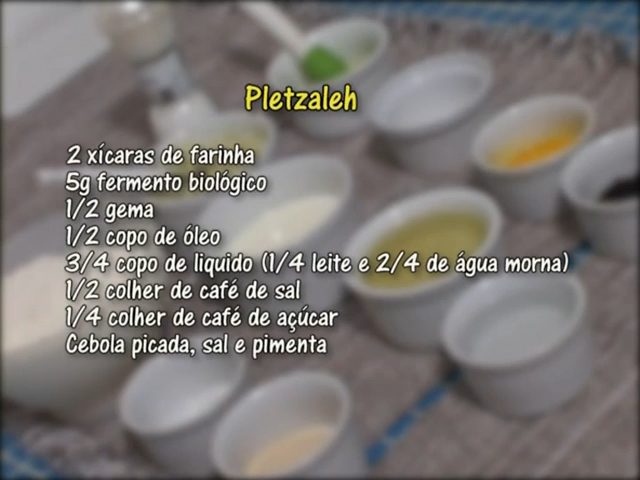 Pletzaleh
2 xícaras de farinha
5g fermento biológico
1/2 gema
1/2 copo de óleo
3/4 copo de liquido (1/4 leite e 2/4 de água morna)
1/2 colher de café de sal
1/4 colher de café de açúcar
Cebola picada, sal e pimenta